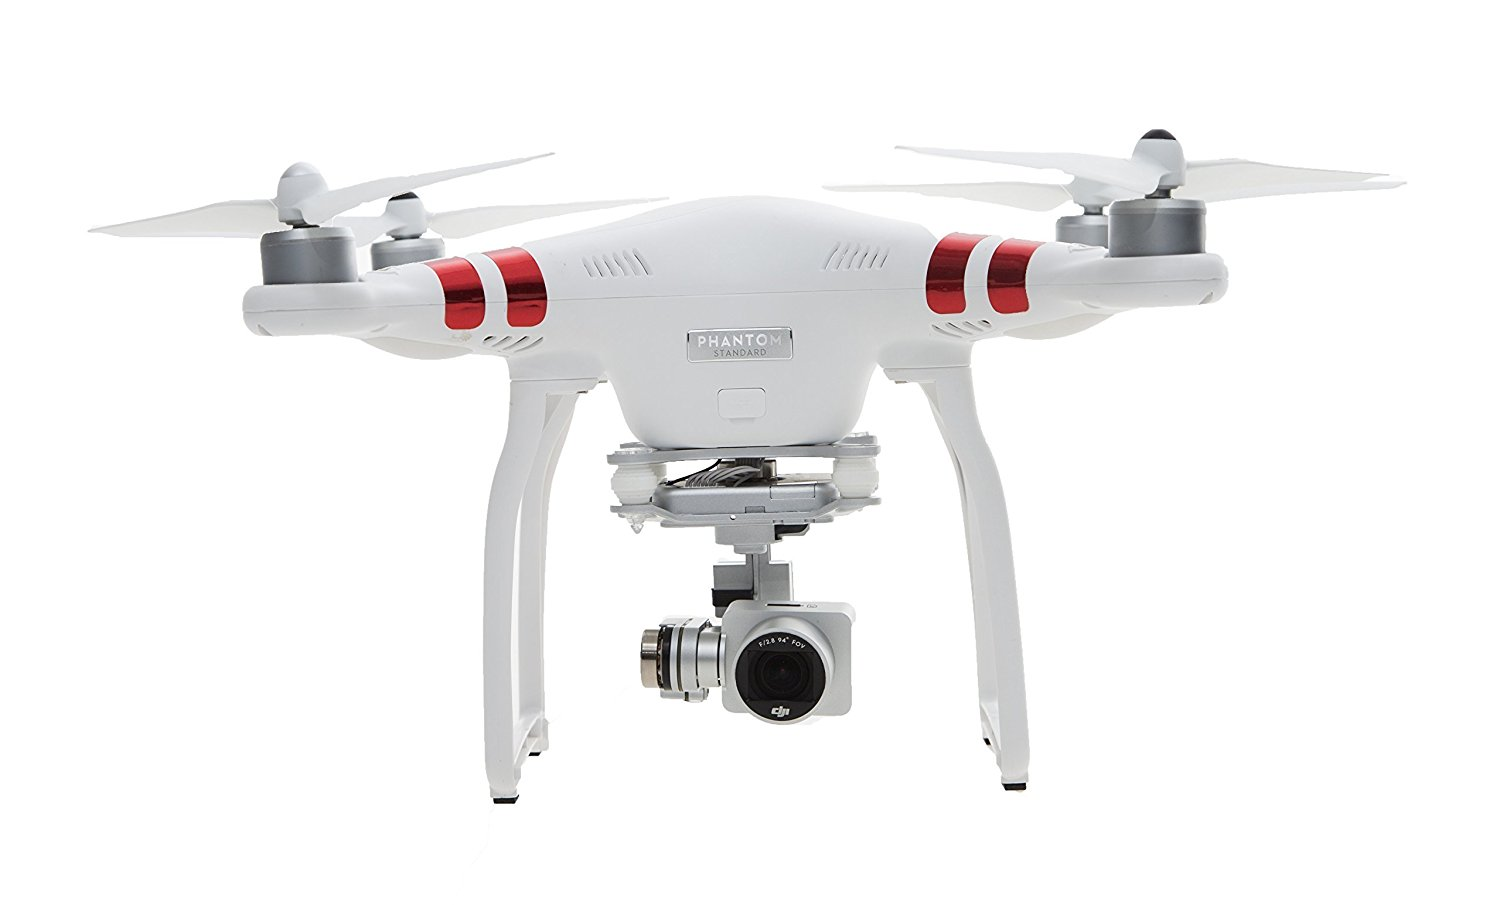 PHANTOM
STANDARD
F/2.8 94° FOV
dji